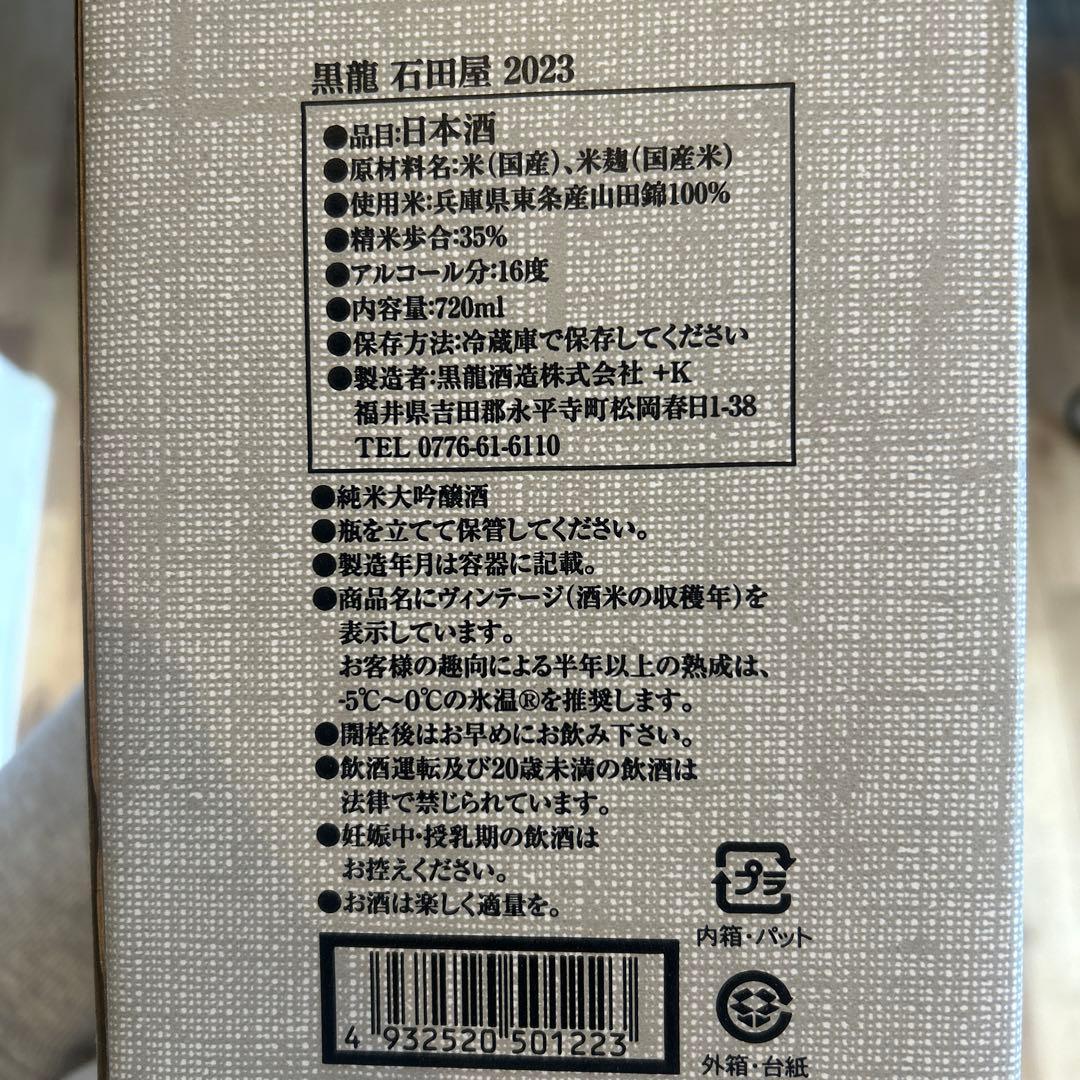 黒龍 石田屋 2023
●品目:日本酒
●原材料名:米(国産)、米麹(国産米)
●使用米:兵庫県東条産山田錦100%
●精米歩合:35%
●アルコール分:16度
●内容量:720ml
●保存方法:冷蔵庫で保存してください
●製造者:黒龍酒造株式会社 +K
福井県吉田郡永平寺町松岡春日1-38
TEL 0776-61-6110
●純米大吟醸酒
●瓶を立てて保管してください。
●製造年月は容器に記載。
●商品名にヴィンテージ(酒米の収穫年)を
表示しています。
お客様の趣向による半年以上の熟成は、
-5℃〜0℃の氷温®を推奨します。
●開栓後はお早めにお飲み下さい。
●飲酒運転及び20歳未満の飲酒は
法律で禁じられています。
●妊娠中・授乳期の飲酒は
お控えください。
●お酒は楽しく適量を。
プラ
内箱・パット
外箱・台紙
4 932520 501223